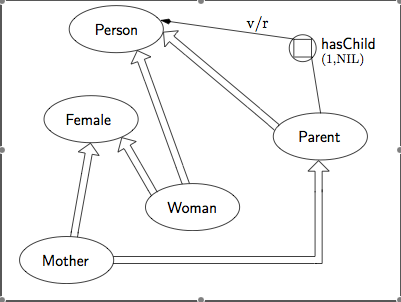 Person
v/r
hasChild
(1,NIL)
Female
Parent
Woman
Mother